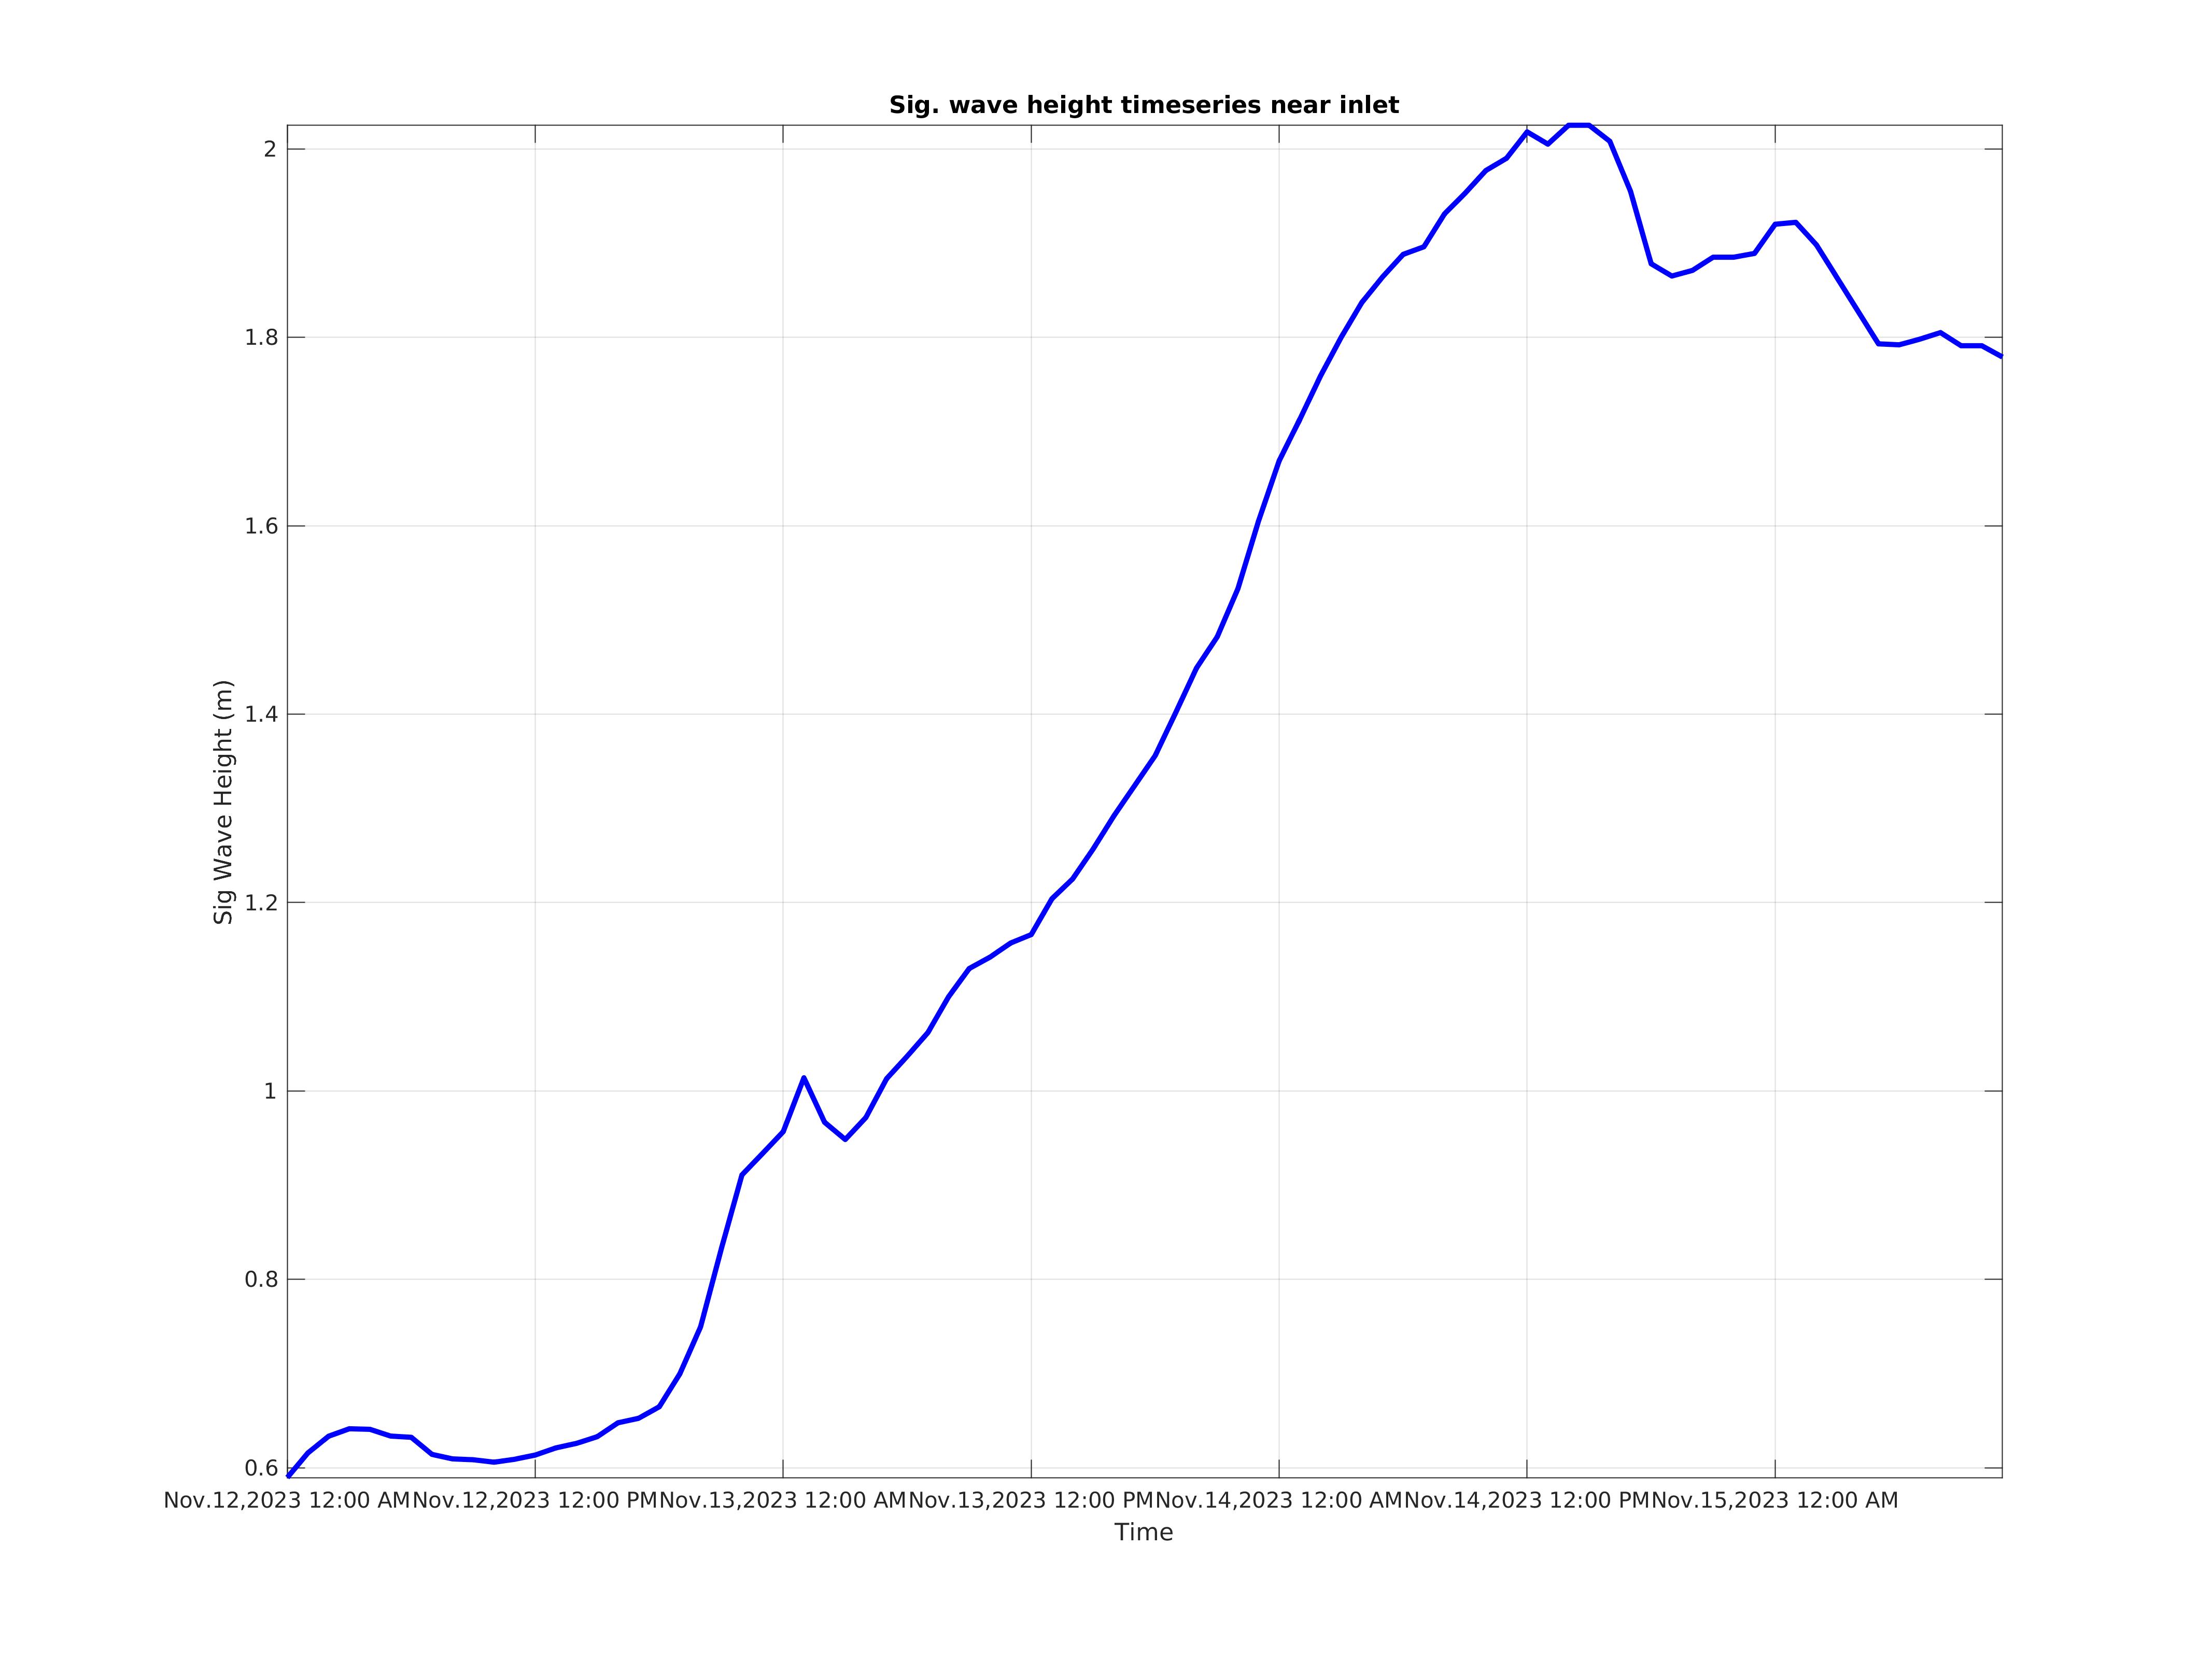 Sig. wave height timeseries near inlet
2
1.8
1.6
1.4
1.2
1
0.8
0.6
Sig Wave Height (m)
Nov.12,2023 12:00 AM Nov.12,2023 12:00 PM Nov.13,2023 12:00 AM Nov.13,2023 12:00 PM Nov.14,2023 12:00 AM Nov.14,2023 12:00 PM Nov.15,2023 12:00 AM
Time